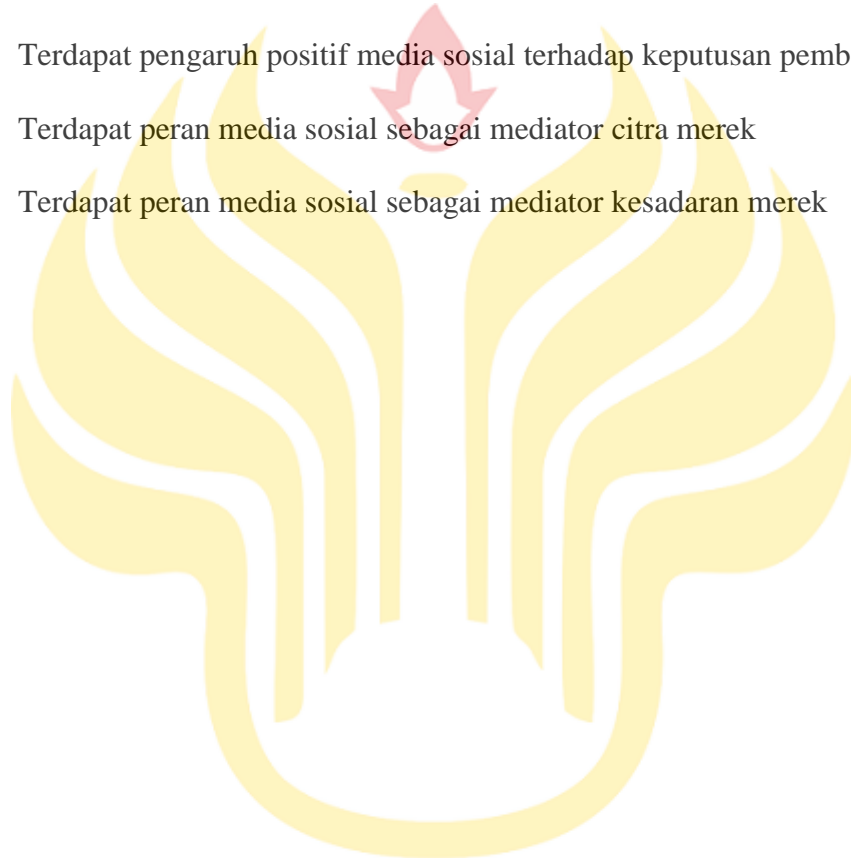 Terdapat pengaruh positif media sosial terhadap keputusan pemb
Terdapat peran media sosial sebagai mediator citra merek
Terdapat peran media sosial sebagai mediator kesadaran merek